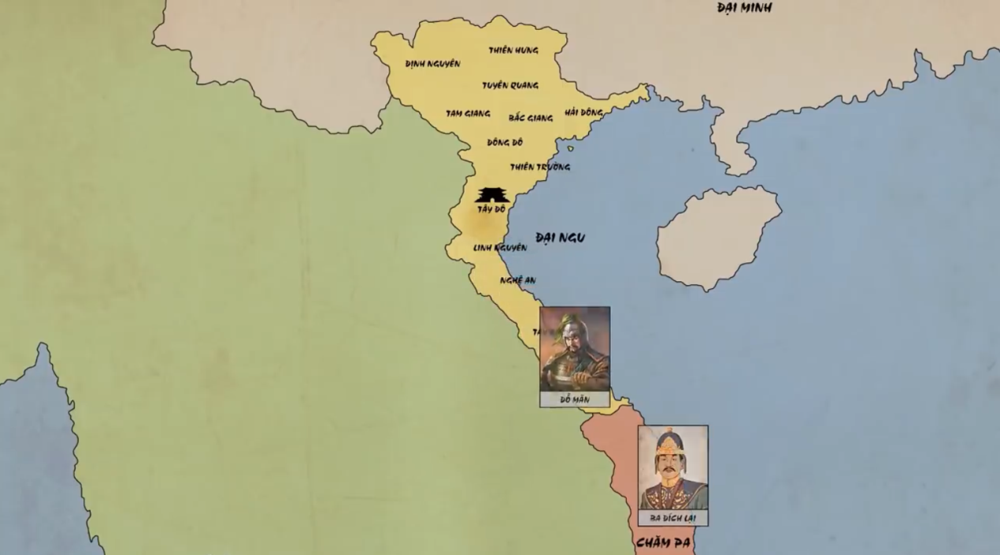 ĐẠI MINH
THIÊN HƯNG
ĐỊNH NGUYÊN
TUYÊN QUANG
TAM GIANG
BẮC GIANG
HẢI ĐÔNG
ĐÔNG ĐÔ
THIÊN TRƯỜNG
TÂY ĐÔ
ĐẠI NGU
LINH NGUYÊN
NGHỆ AN
ĐỖ MÃN
BA ĐÍCH LẠI
CHĂM PA